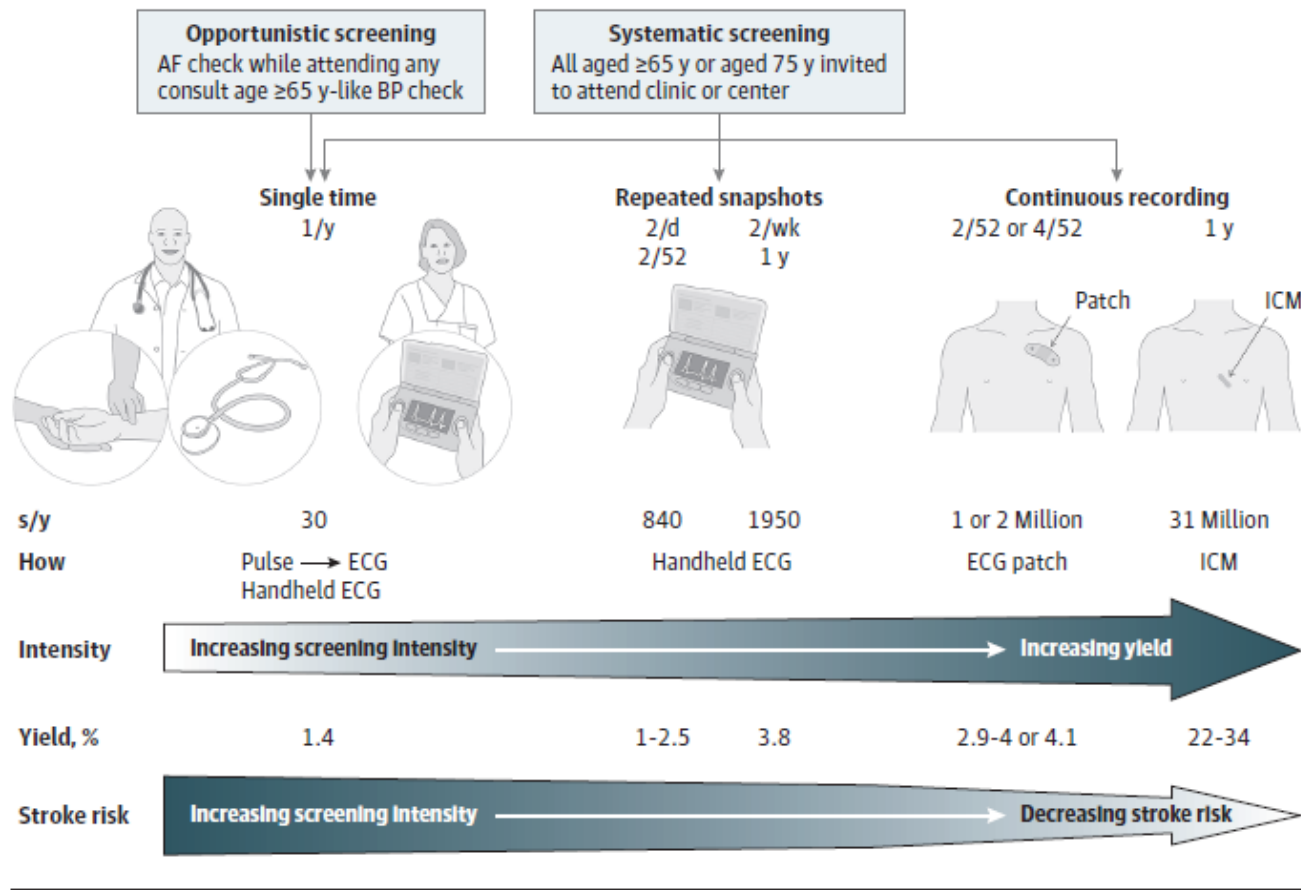 Opportunistic screening
AF check while attending any
consult age ≥65 y-like BP check
Systematic screening
All aged ≥65 y or aged 75 y invited
to attend clinic or center
Single time
1/y
Repeated snapshots
2/d 2/wk
2/52 1 y
Continuous recording
2/52 or 4/52 1 y
Patch
ICM
s/y 30 840 1950 1 or 2 Million 31 Million
How Pulse → ECG Handheld ECG ECG patch ICM
Handheld ECG
Intensity Increasing screening intensity Increasing yield
Yield, % 1.4 1-2.5 3.8 2.9-4 or 4.1 22-34
Stroke risk Increasing screening intensity Decreasing stroke risk